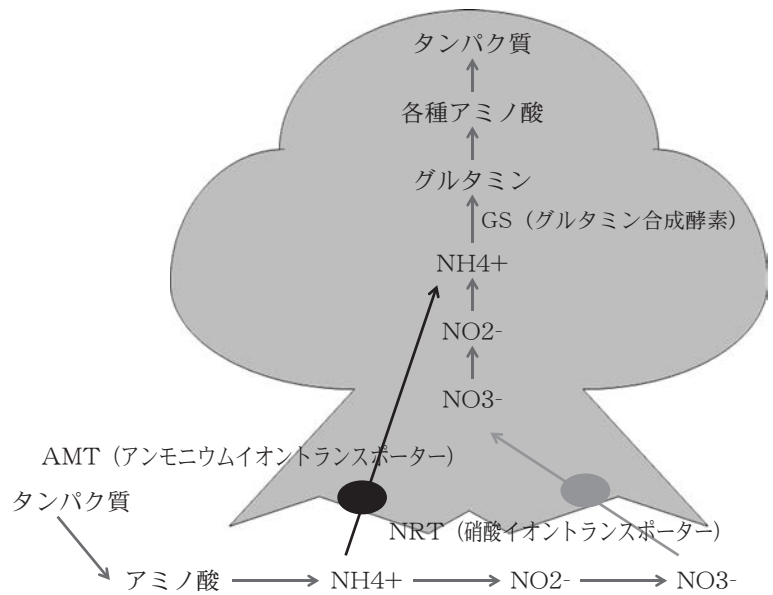 タンパク質
各種アミノ酸
グルタミン
GS（グルタミン合成酵素）
NH4+
NO2-
NO3-
AMT（アンモニウムイオントランスポーター）
タンパク質
NRT（硝酸イオントランスポーター）
アミノ酸
NH4+
NO2-
NO3-